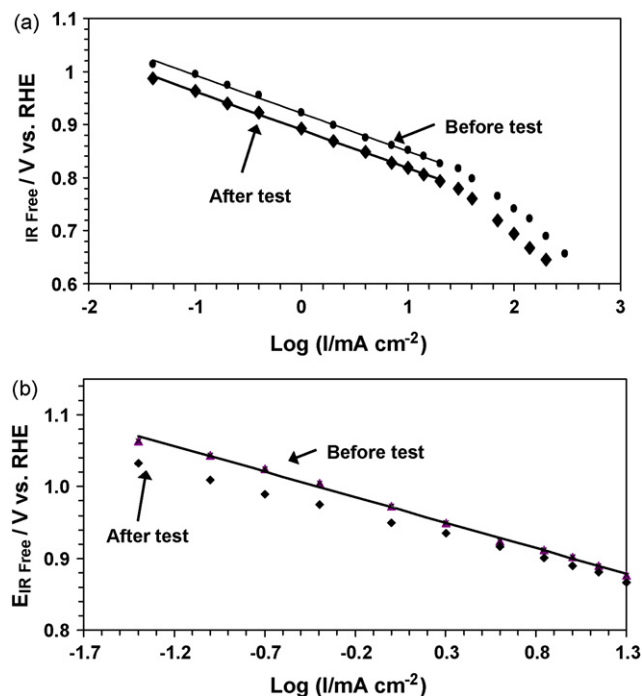 (a)
1.1
1
0.9
0.8
0.7
0.6
IR Free / V vs. RHE
Before test
After test
-2 -1 0 1 2 3
Log (I/mA cm-2)
(b)
1.1
1.0
0.9
0.8
EIR Free / V vs. RHE
Before test
After test
-1.7 -1.2 -0.7 -0.2 0.3 0.8 1.3
Log (I/mA cm-2)